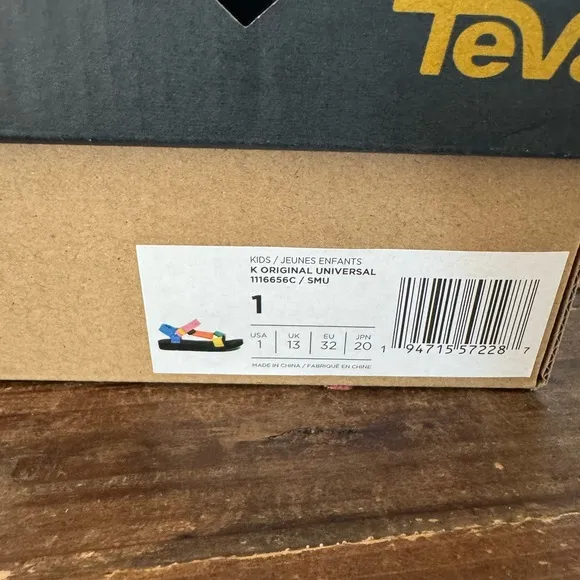 Teva
KIDS / JEUNES ENFANTS
K ORIGINAL UNIVERSAL
1116656C / SMU
1
USA UK EU JPN
1 13 32 20
MADE IN CHINA / FABRIQUÉ EN CHINE
1 94715 57228 7